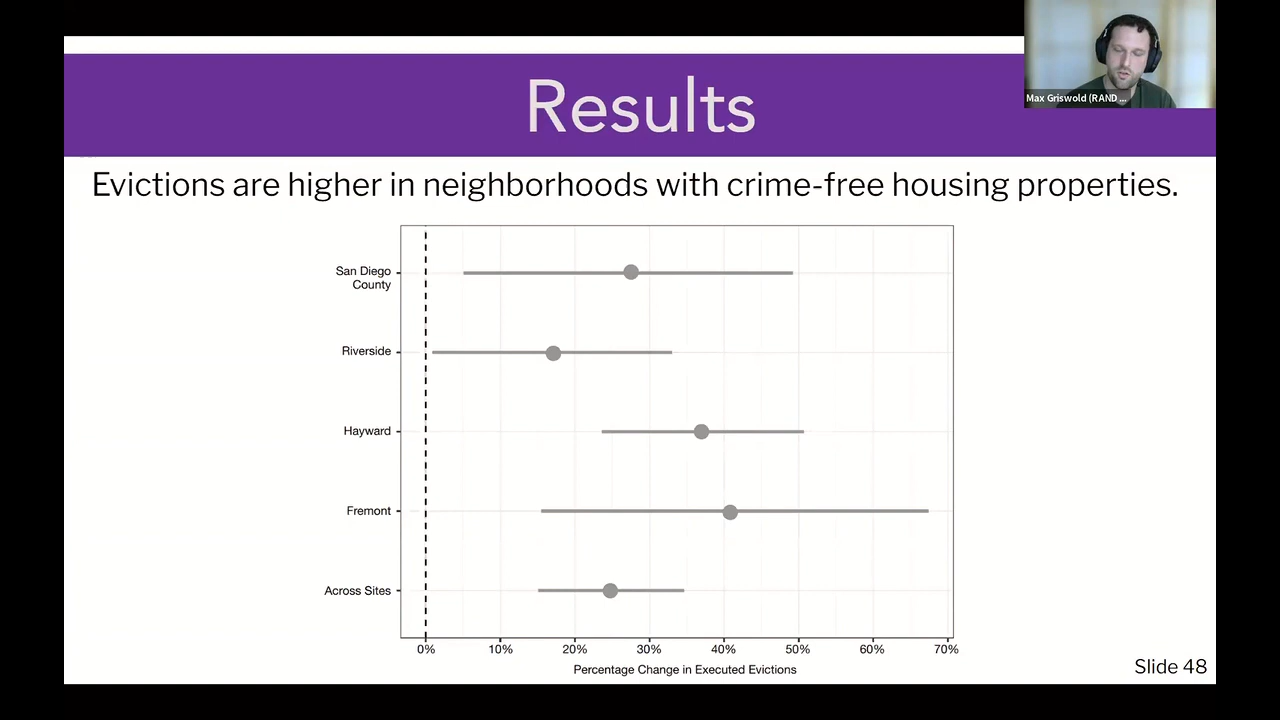 Results
Max Griswold (RAND ...
Evictions are higher in neighborhoods with crime-free housing properties.
San Diego
County
Riverside
Hayward
Fremont
Across Sites
0% 10% 20% 30% 40% 50% 60% 70%
Percentage Change in Executed Evictions
Slide 48